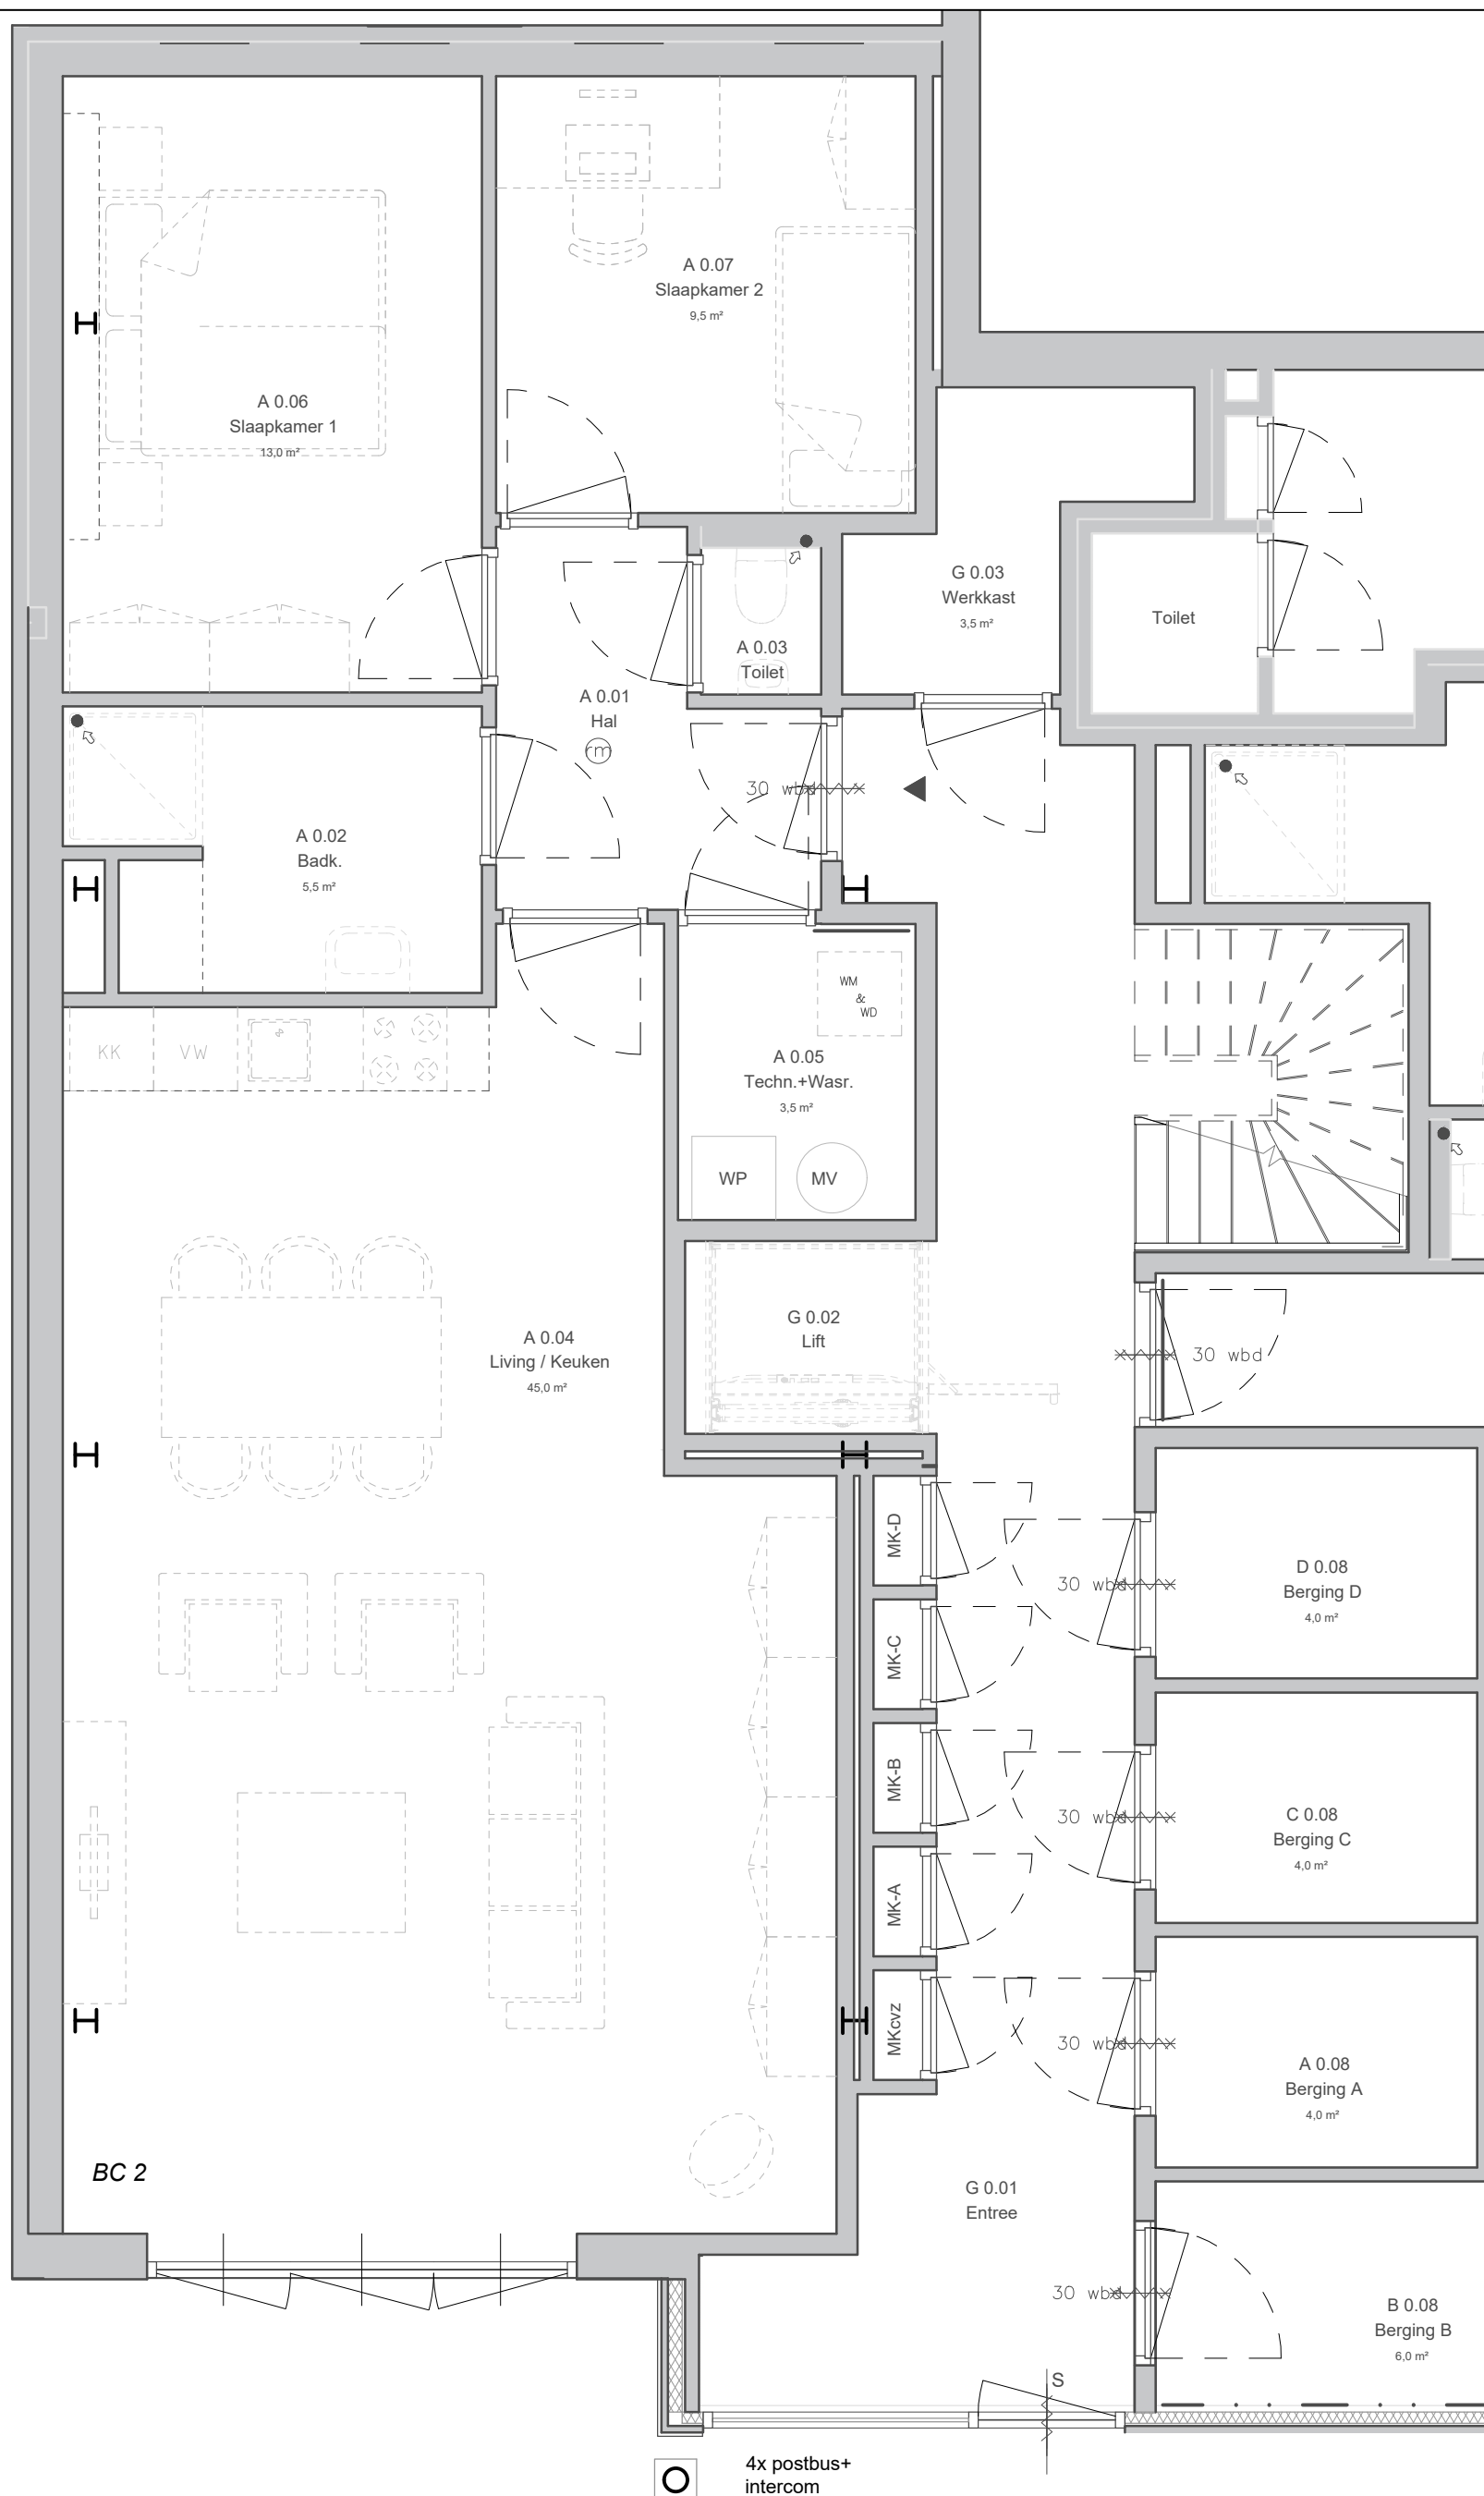 A 0.07
Slaapkamer 2
9,5 m²
A 0.06
Slaapkamer 1
13,0 m²
G 0.03
Werkkast
3,5 m²
Toilet
A 0.03
Toilet
A 0.01
Hal
rm
30 wbd
A 0.02
Badk.
5,5 m²
WM
&
WD
KK
VW
A 0.05
Techn.+Wasr.
3,5 m²
WP
MV
G 0.02
Lift
A 0.04
Living / Keuken
45,0 m²
30 wbd
MK-D
30 wbd
D 0.08
Berging D
4,0 m²
MK-C
MK-B
30 wbd
C 0.08
Berging C
4,0 m²
MK-A
MKcvz
30 wbd
A 0.08
Berging A
4,0 m²
BC 2
G 0.01
Entree
30 wbd
B 0.08
Berging B
6,0 m²
S
4x postbus+
intercom